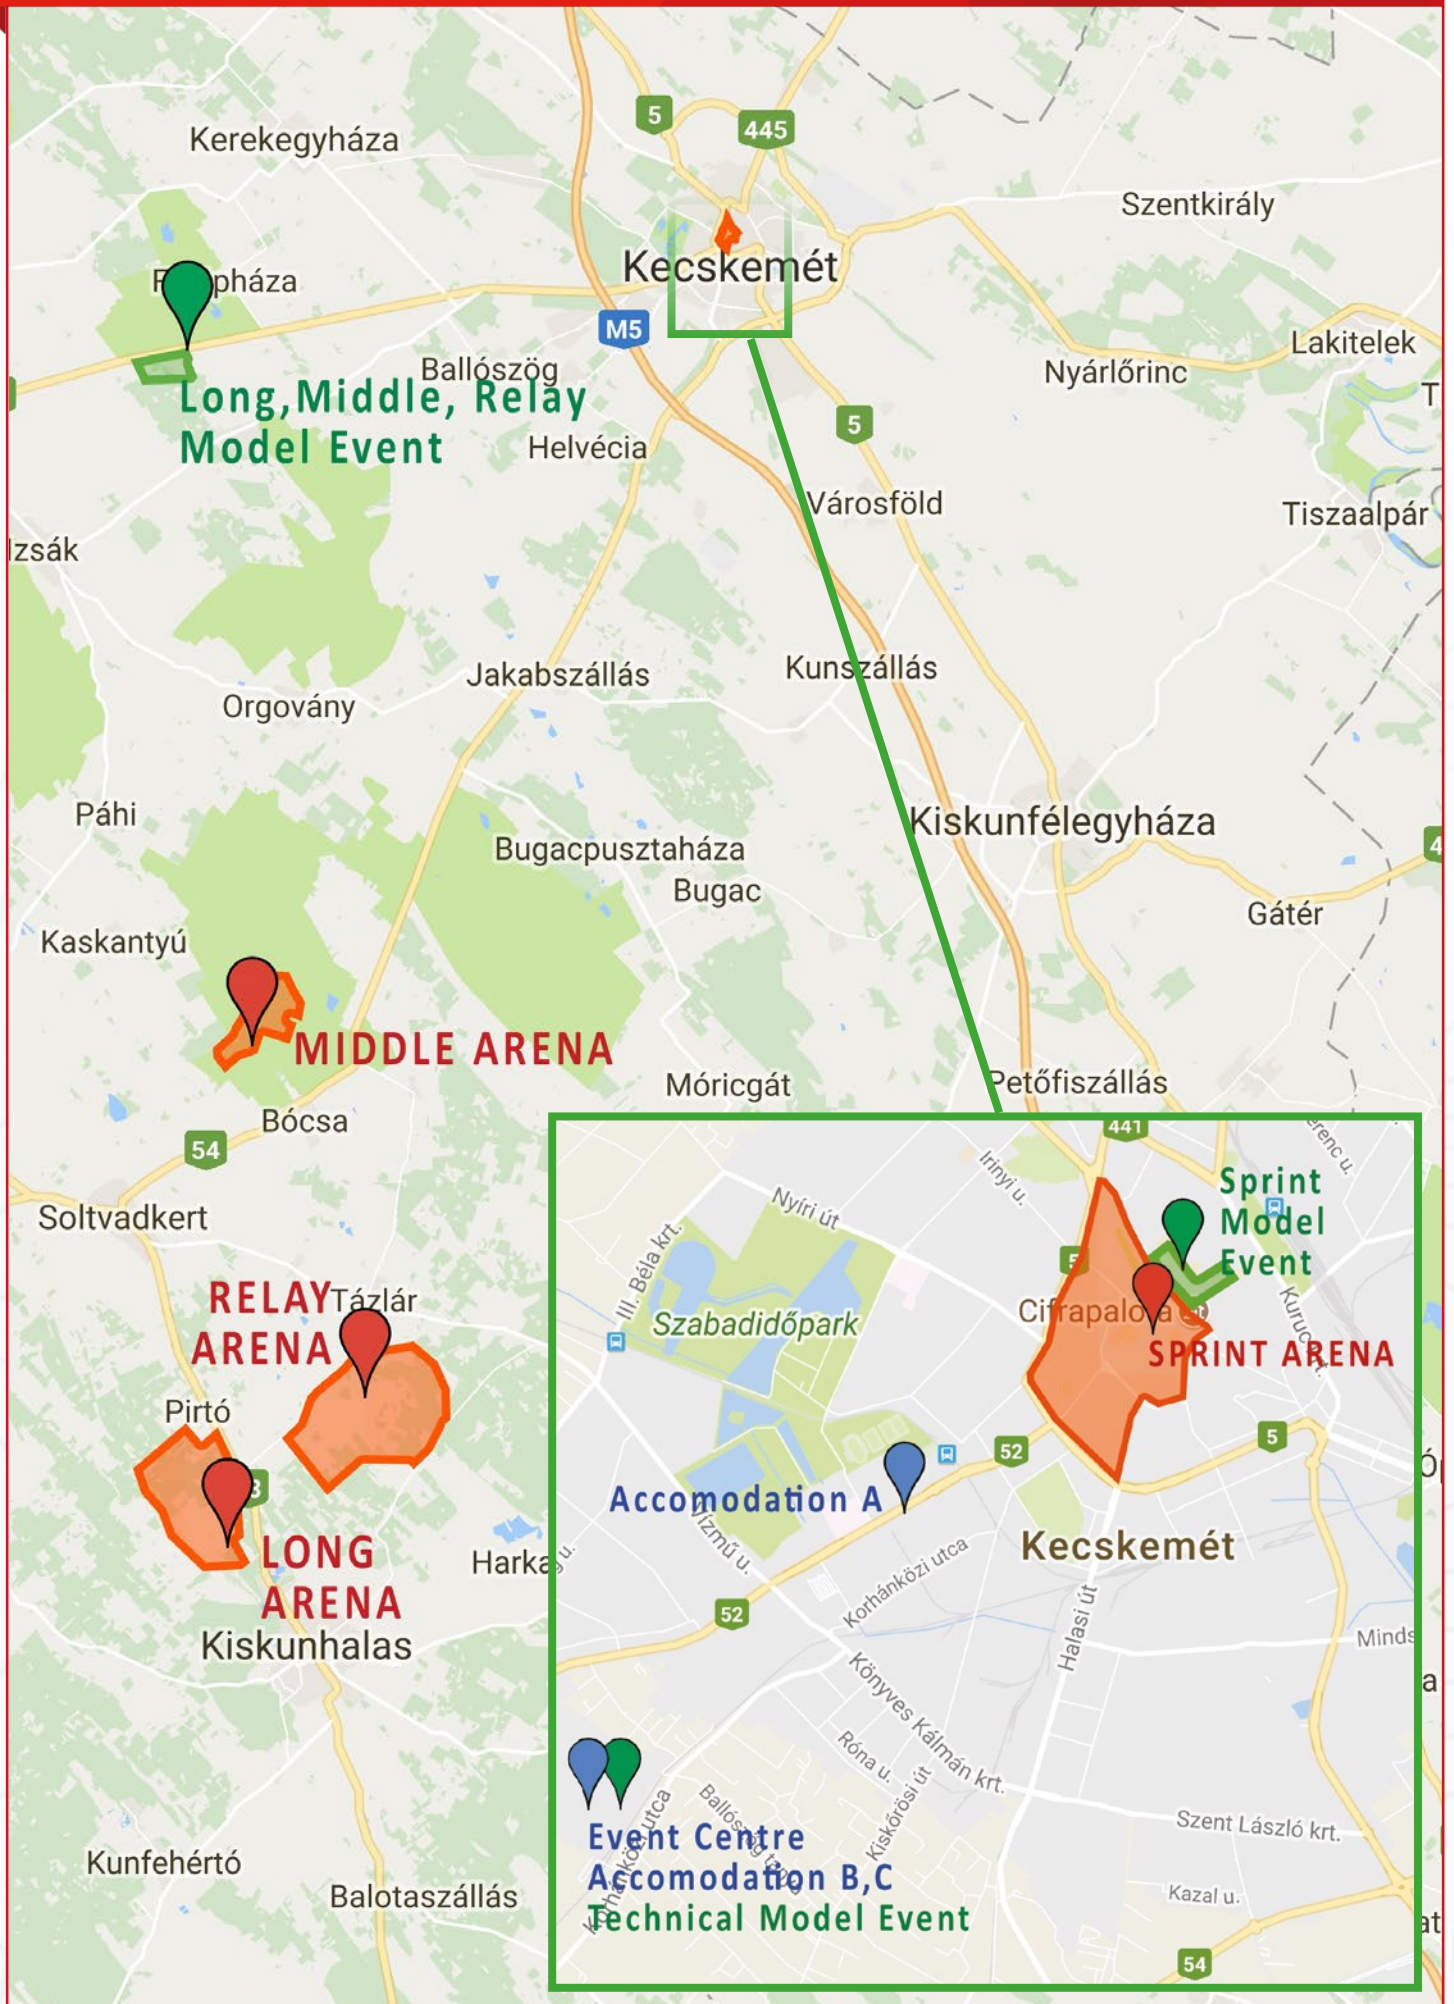 5
445
Kerekegyháza
Szentkirály
Kecskemét
M5
Lakitelek
Ballószög
Nyárlőrinc
Long,Middle, Relay
Model Event
5
Helvécia
Városföld
Tiszaalpár
Izsák
Jakabszállás
Kunszállás
Orgovány
Páhi
Kiskunfélegyháza
Bugacpusztaháza
Bugac
Gátér
Kaskantyú
MIDDLE ARENA
Móricgát
Petőfiszállás
Bócsa
54
Soltvadkert
RELAY
ARENA
Tázlár
Pirtó
LONG
ARENA
Kiskunhalas
Kunfehértó
Balotaszállás
441
Irinyi u.
Nyíri út
Sprint
Model
Event
III. Béla krt.
5
Szabadidőpark
SPRINT ARENA
5
52
Accomodation A
Vízmű u.
Kecskemét
Korhánközi utca
52
Halasi út
Minds
Könyves Kálmán krt.
Róna u.
Kiskőrösi út
Szent László krt.
Event Centre
Accomodation B,C
Technical Model Event
Kazal u.
54